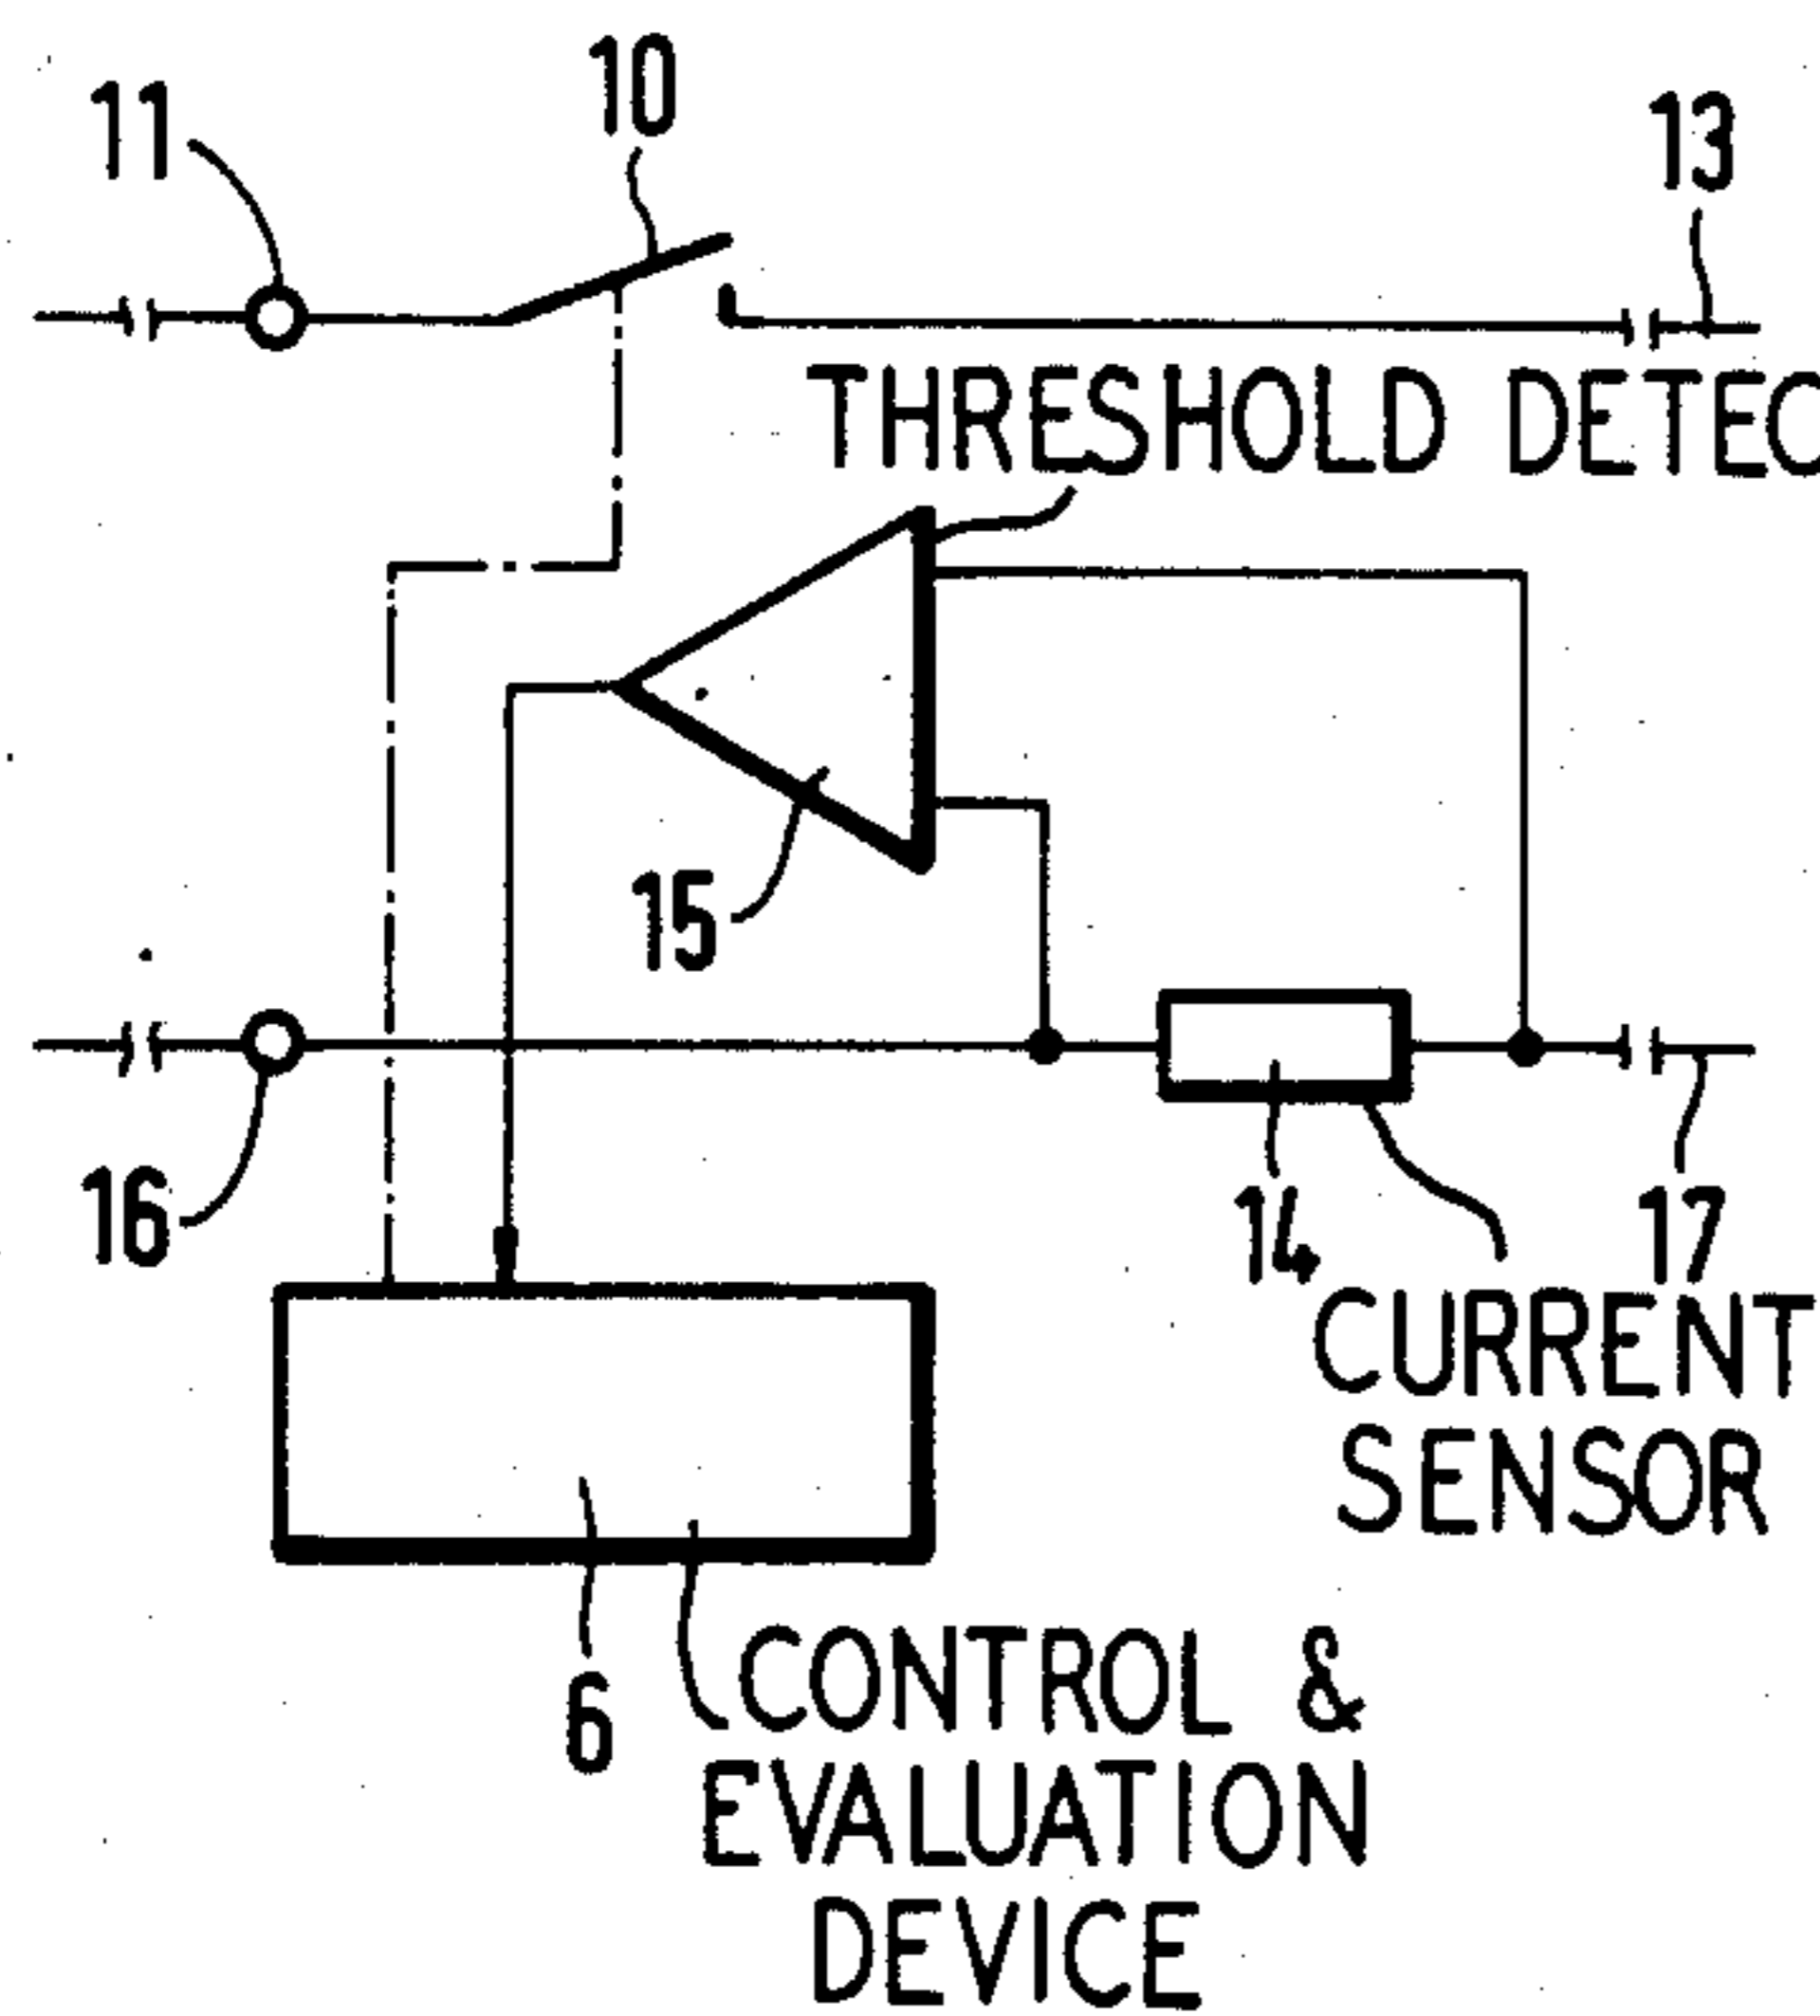 10
11
13
THRESHOLD DETEC
15
16
14
17
CURRENT
SENSOR
6
CONTROL &
EVALUATION
DEVICE